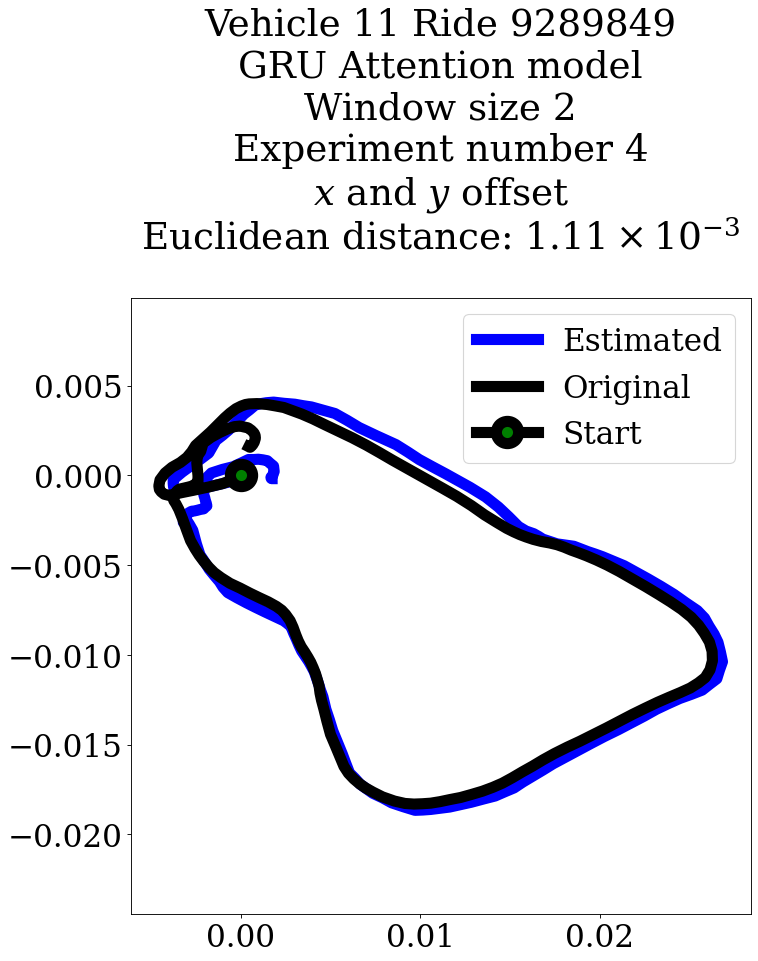 Vehicle 11 Ride 9289849
GRU Attention model
Window size 2
Experiment number 4
x and y offset
Euclidean distance: 1.11 × 10⁻³
Estimated
Original
Start
0.005
0.000
−0.005
−0.010
−0.015
−0.020
0.00 0.01 0.02